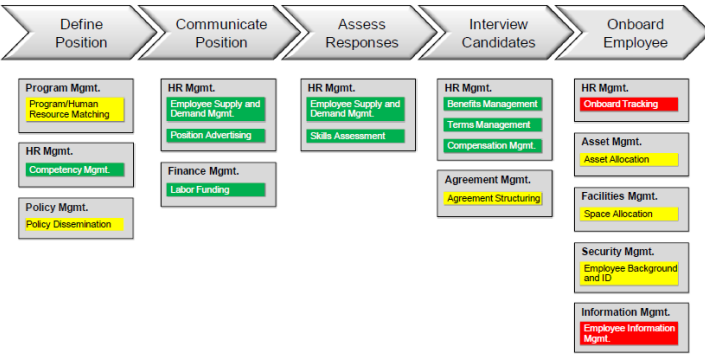 Define
Position
Communicate
Position
Assess
Responses
Interview
Candidates
Onboard
Employee
Program Mgmt.
Program/Human
Resource Matching
HR Mgmt.
Competency Mgmt.
Policy Mgmt.
Policy Dissemination
HR Mgmt.
Employee Supply and
Demand Mgmt.
Position Advertising
Finance Mgmt.
Labor Funding
HR Mgmt.
Employee Supply and
Demand Mgmt.
Skills Assessment
HR Mgmt.
Benefits Management
Terms Management
Compensation Mgmt.
Agreement Mgmt.
Agreement Structuring
HR Mgmt.
Onboard Tracking
Asset Mgmt.
Asset Allocation
Facilities Mgmt.
Space Allocation
Security Mgmt.
Employee Background
and ID
Information Mgmt.
Employee Information
Mgmt.